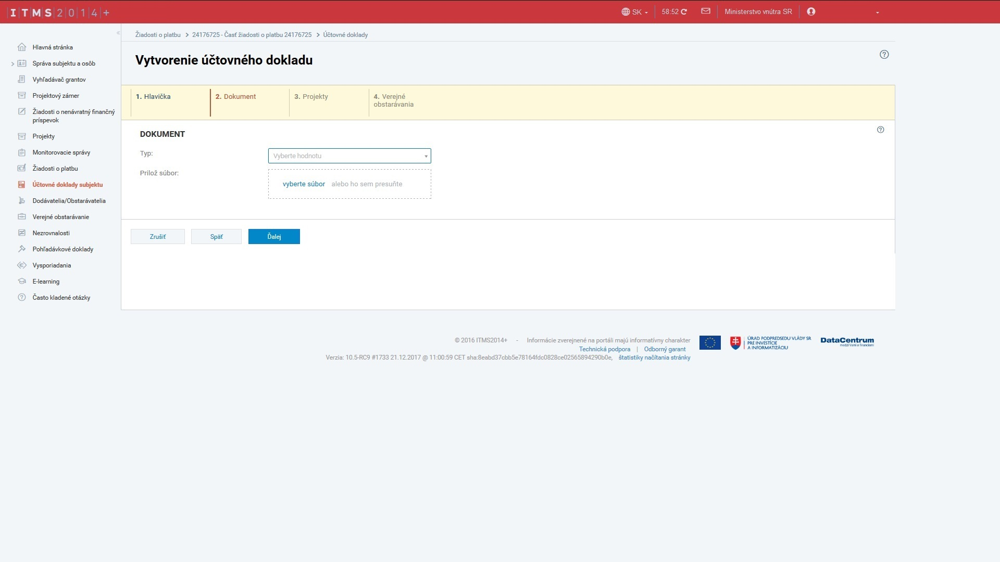 ITMS2014+
SK
58:52
Ministerstvo vnútra SR
Žiadosti o platbu > 24176725 - Časť žiadosti o platbu 24176725 > Účtovné doklady
Vytvorenie účtovného dokladu
Hlavná stránka
Správa subjektu a osôb
Vyhľadávač grantov
Projektový zámer
Žiadosti o nenávratný finančný
príspevok
Projekty
Monitorovacie správy
Žiadosti o platbu
Účtovné doklady subjektu
Dodávatelia/Obstarávatelia
Verejné obstarávanie
Nezrovnalosti
Pohľadávkové doklady
Vysporiadania
E-learning
Často kladené otázky
1. Hlavička
2. Dokument
3. Projekty
4. Verejné
obstarávania
DOKUMENT
Typ:
Vyberte hodnotu
Prilož súbor:
vyberte súbor alebo ho sem presuňte
Zrušiť
Späť
Ďalej
© 2016 ITMS2014+ - Informácie zverejnené na portáli majú informatívny charakter
Technická podpora | Odborný garant
Verzia: 10.5-RC9 #1733 21.12.2017 @ 11:00:59 CET sha:8eabd37cbb5e78164fdc0828ce02565894290b0e, štatistiky načítania stránky
ÚRAD PODPREDSEDU VLÁDY SR
PRE INVESTÍCIE
A INFORMATIZÁCIU
DataCentrum
medzi Vami a financiami